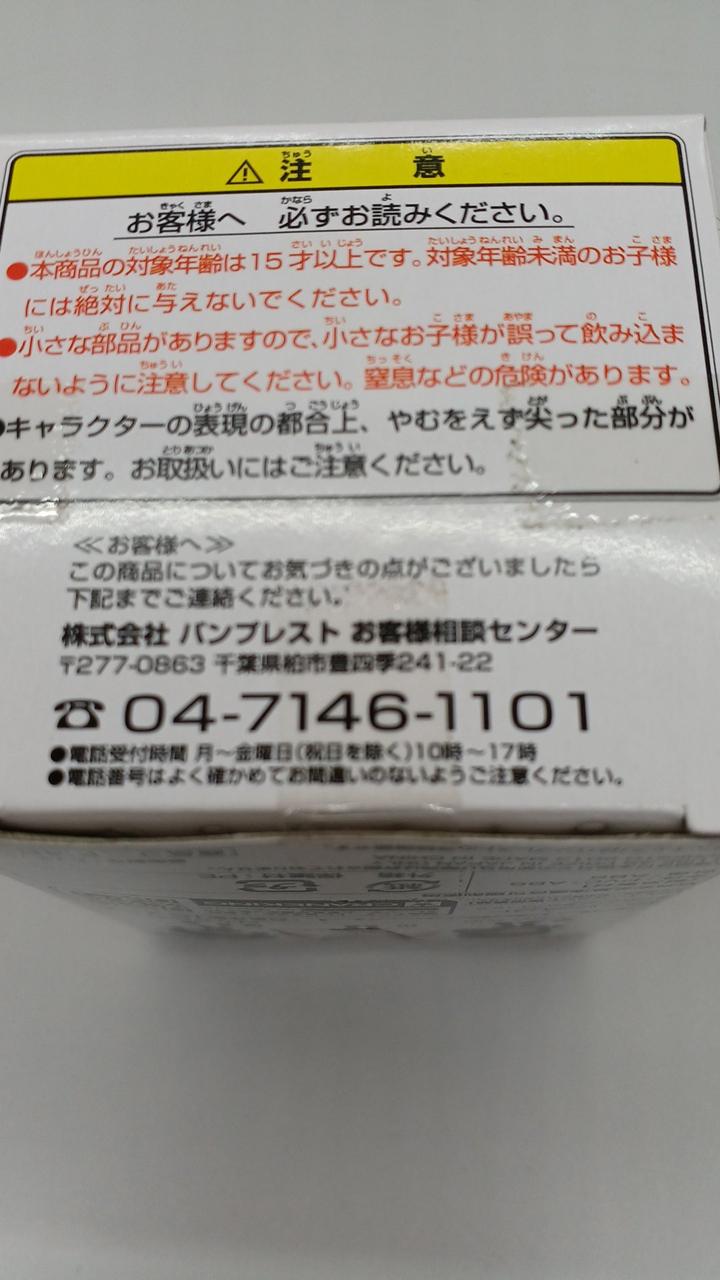 ⚠ 注意
お客様へ 必ずお読みください。
●本商品の対象年齢は15才以上です。対象年齢未満のお子様
には絶対に与えないでください。
●小さな部品がありますので、小さなお子様が誤って飲み込ま
ないように注意してください。窒息などの危険があります。
●キャラクターの表現の都合上、やむをえず尖った部分が
あります。お取扱いにはご注意ください。
≪お客様へ≫
この商品についてお気づきの点がございましたら
下記までご連絡ください。
株式会社 バンプレスト お客様相談センター
〒277-0863 千葉県柏市豊四季241-22
☎ 04-7146-1101
●電話受付時間 月～金曜日(祝日を除く)10時～17時
●電話番号はよく確かめてお間違いのないようご注意ください。